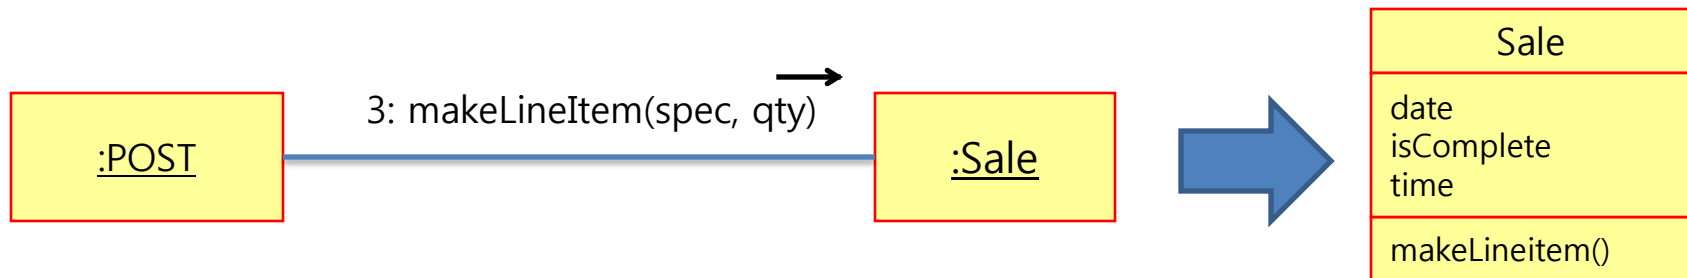 :POST
3: makeLineItem(spec, qty)
:Sale
Sale
date
isComplete
time
makeLineitem()